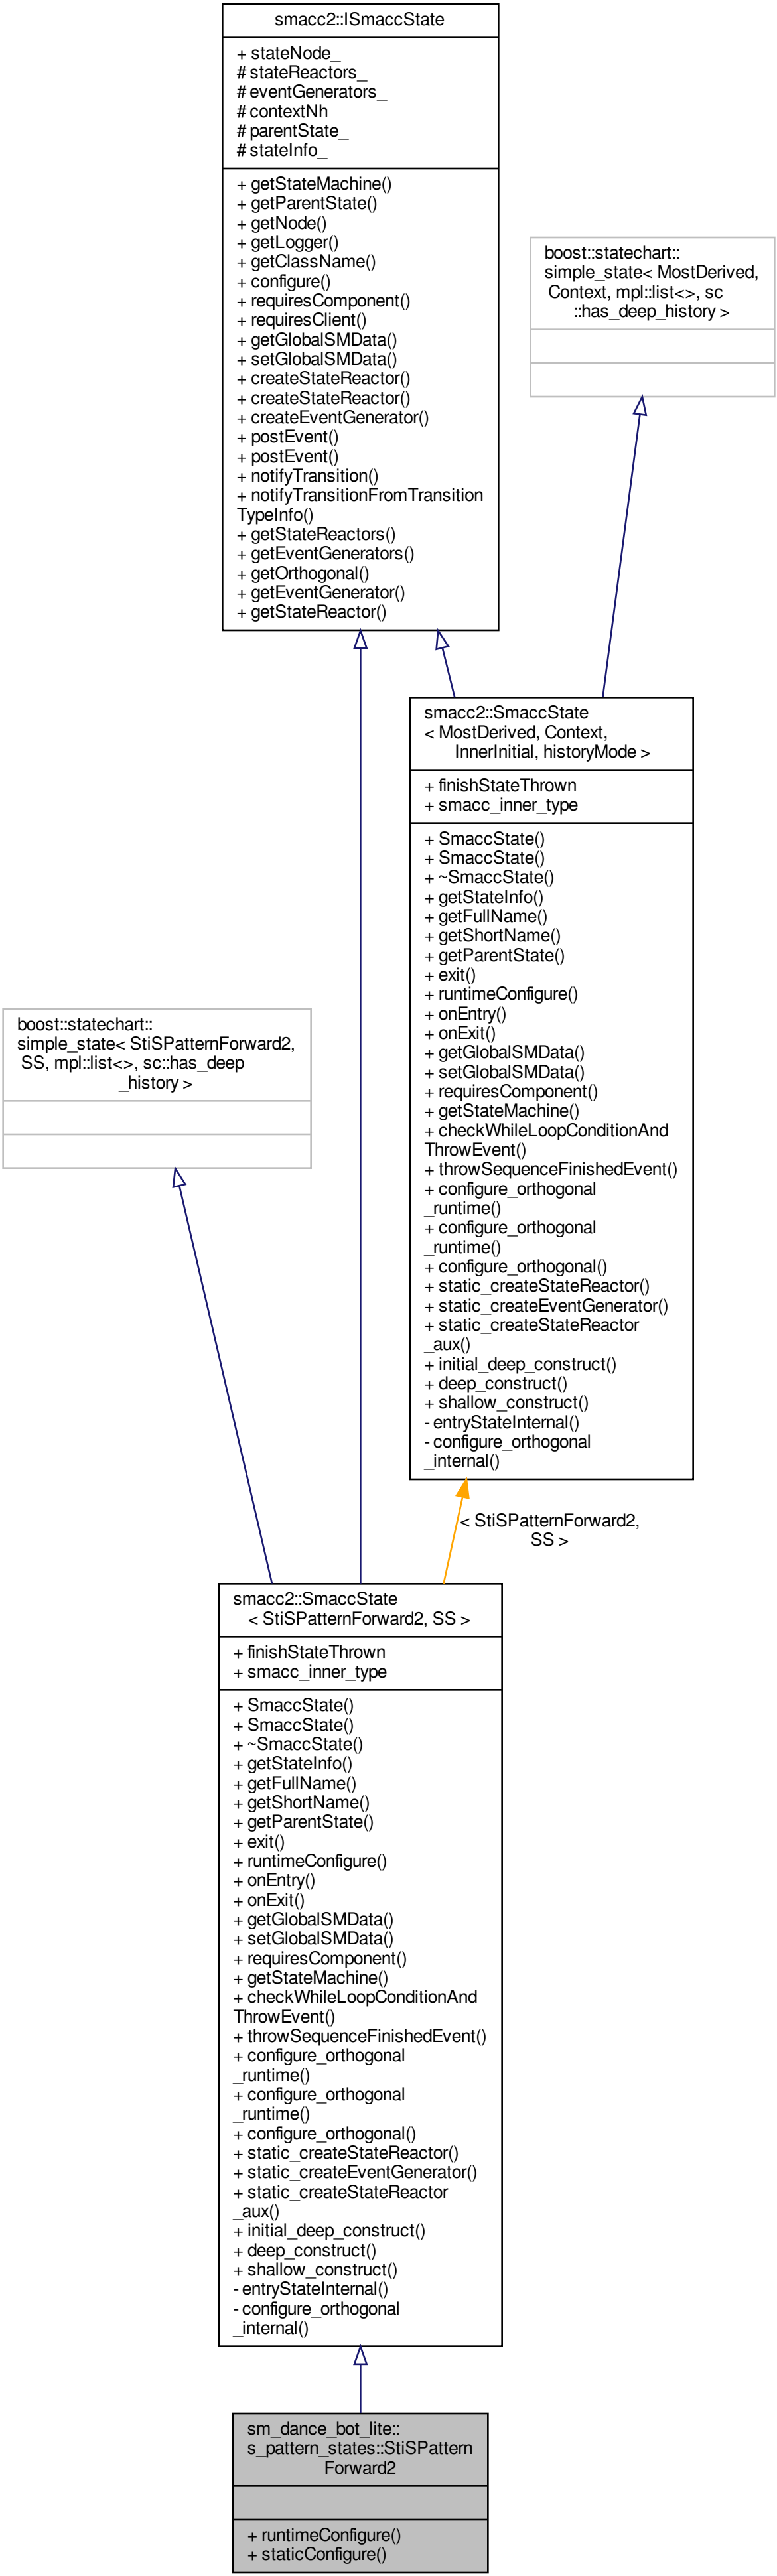 smacc2::ISmaccState
+ stateNode_
# stateReactors_
# eventGenerators_
# contextNh
# parentState_
# stateInfo_
+ getStateMachine()
+ getParentState()
+ getNode()
+ getLogger()
+ getClassName()
+ configure()
+ requiresComponent()
+ requiresClient()
+ getGlobalSMData()
+ setGlobalSMData()
+ createStateReactor()
+ createStateReactor()
+ createEventGenerator()
+ postEvent()
+ postEvent()
+ notifyTransition()
+ notifyTransitionFromTransition
TypeInfo()
+ getStateReactors()
+ getEventGenerators()
+ getOrthogonal()
+ getEventGenerator()
+ getStateReactor()
boost::statechart::
simple_state< MostDerived,
Context, mpl::list<>, sc
::has_deep_history >
smacc2::SmaccState
< MostDerived, Context,
InnerInitial, historyMode >
+ finishStateThrown
+ smacc_inner_type
+ SmaccState()
+ SmaccState()
+ ~SmaccState()
+ getStateInfo()
+ getFullName()
+ getShortName()
+ getParentState()
+ exit()
+ runtimeConfigure()
+ onEntry()
+ onExit()
+ getGlobalSMData()
+ setGlobalSMData()
+ requiresComponent()
+ getStateMachine()
+ checkWhileLoopConditionAnd
ThrowEvent()
+ throwSequenceFinishedEvent()
+ configure_orthogonal
_runtime()
+ configure_orthogonal
_runtime()
+ configure_orthogonal()
+ static_createStateReactor()
+ static_createEventGenerator()
+ static_createStateReactor
_aux()
+ initial_deep_construct()
+ deep_construct()
+ shallow_construct()
- entryStateInternal()
- configure_orthogonal
_internal()
boost::statechart::
simple_state< StiSPatternForward2,
SS, mpl::list<>, sc::has_deep
_history >
< StiSPatternForward2,
SS >
smacc2::SmaccState
< StiSPatternForward2, SS >
+ finishStateThrown
+ smacc_inner_type
+ SmaccState()
+ SmaccState()
+ ~SmaccState()
+ getStateInfo()
+ getFullName()
+ getShortName()
+ getParentState()
+ exit()
+ runtimeConfigure()
+ onEntry()
+ onExit()
+ getGlobalSMData()
+ setGlobalSMData()
+ requiresComponent()
+ getStateMachine()
+ checkWhileLoopConditionAnd
ThrowEvent()
+ throwSequenceFinishedEvent()
+ configure_orthogonal
_runtime()
+ configure_orthogonal
_runtime()
+ configure_orthogonal()
+ static_createStateReactor()
+ static_createEventGenerator()
+ static_createStateReactor
_aux()
+ initial_deep_construct()
+ deep_construct()
+ shallow_construct()
- entryStateInternal()
- configure_orthogonal
_internal()
sm_dance_bot_lite::
s_pattern_states::StiSPattern
Forward2
+ runtimeConfigure()
+ staticConfigure()